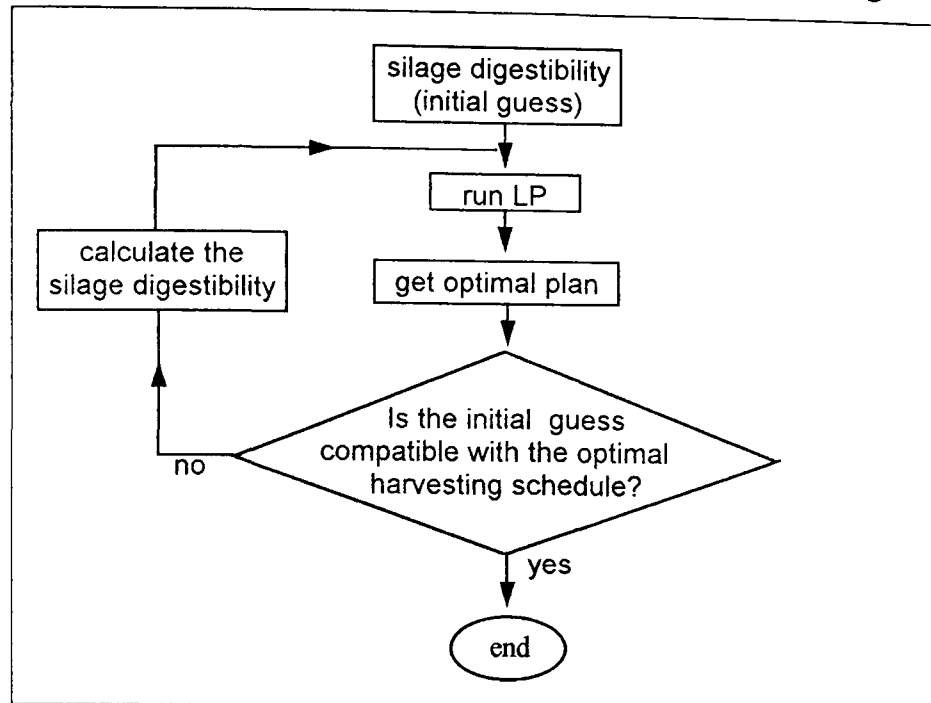 silage digestibility
(initial guess)
run LP
calculate the
silage digestibility
get optimal plan
Is the initial guess
compatible with the optimal
harvesting schedule?
no
yes
end